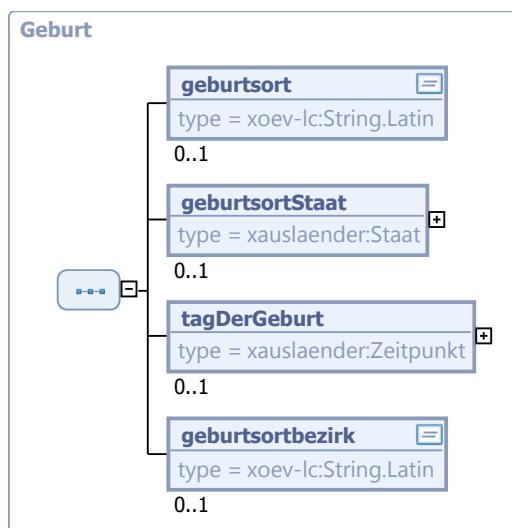 Geburt
geburtsort
type = xoev-lc:String.Latin
0..1
geburtsortStaat
type = xauslaender:Staat
0..1
tagDerGeburt
type = xauslaender:Zeitpunkt
0..1
geburtsortbezirk
type = xoev-lc:String.Latin
0..1